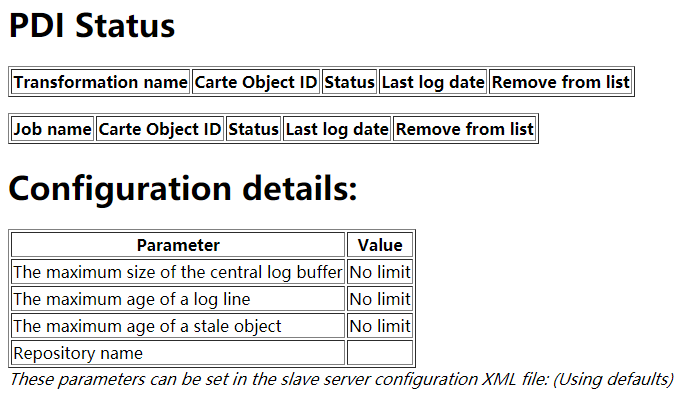 PDI Status
Transformation name Carte Object ID Status Last log date Remove from list
Job name Carte Object ID Status Last log date Remove from list
Configuration details:
Parameter Value
The maximum size of the central log buffer No limit
The maximum age of a log line No limit
The maximum age of a stale object No limit
Repository name
These parameters can be set in the slave server configuration XML file: (Using defaults)